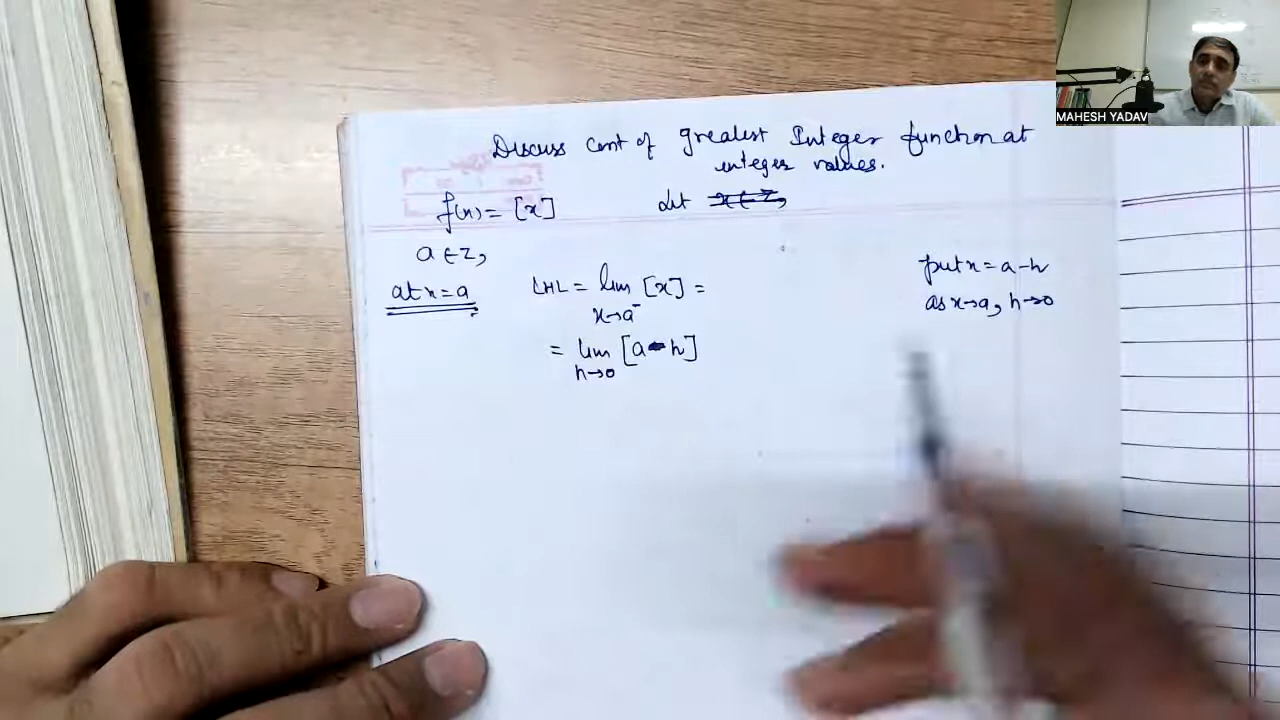 Discuss Cont of greatest Integer function at
integer values.
f(x) = [x]
Let x ∈ Z,
a ∈ Z,
at x = a
LHL = lim [x] =
x→a⁻
= lim [a - h]
h→0
put x = a-h
as x→a, h→0
MAHESH YADAV